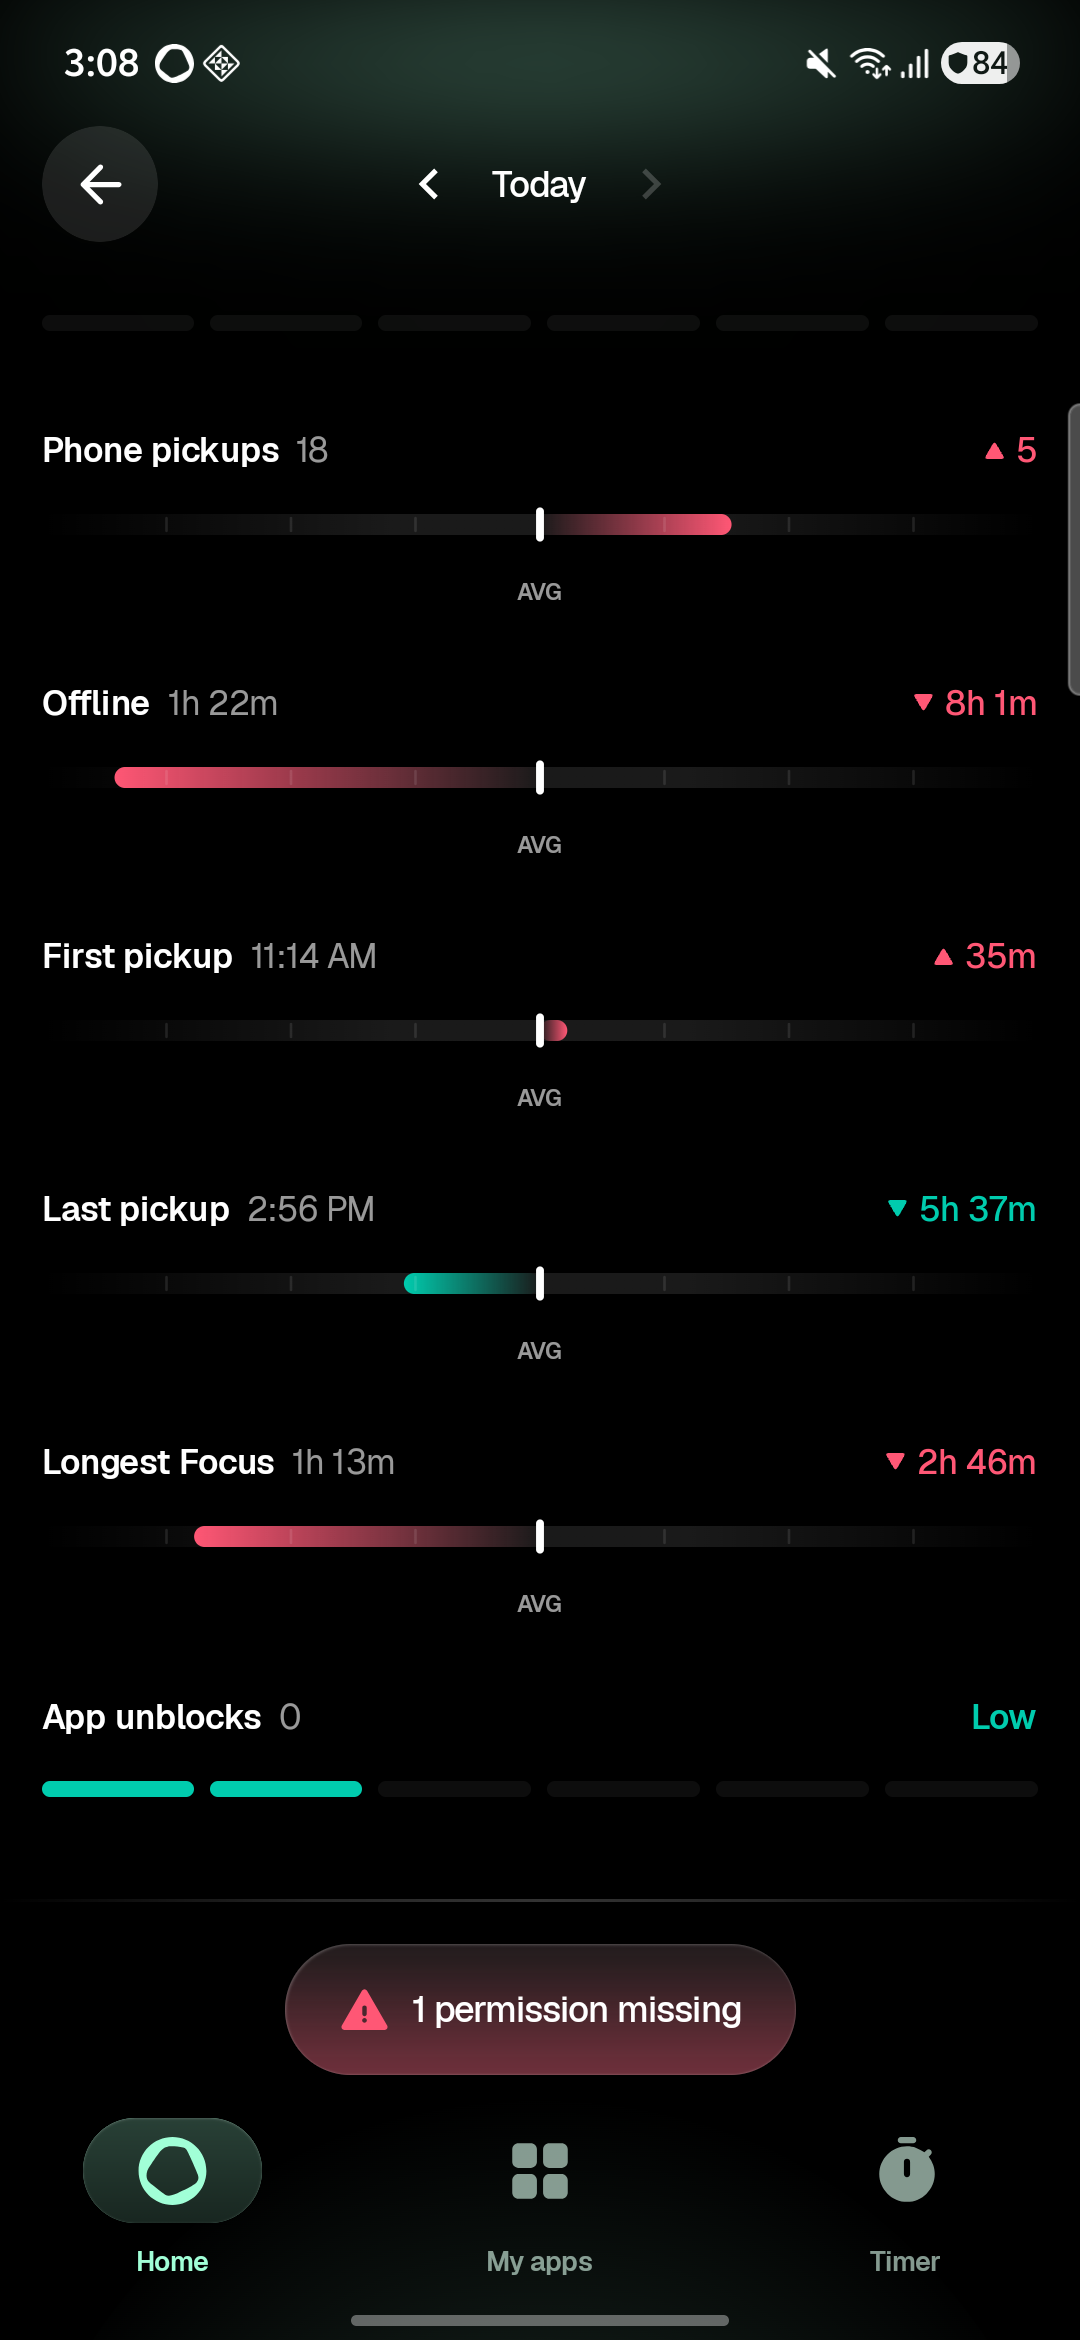 3:08
84
Today
Phone pickups 18 ▲ 5
AVG
Offline 1h 22m ▼ 8h 1m
AVG
First pickup 11:14 AM ▲ 35m
AVG
Last pickup 2:56 PM ▼ 5h 37m
AVG
Longest Focus 1h 13m ▼ 2h 46m
AVG
App unblocks 0 Low
1 permission missing
Home My apps Timer